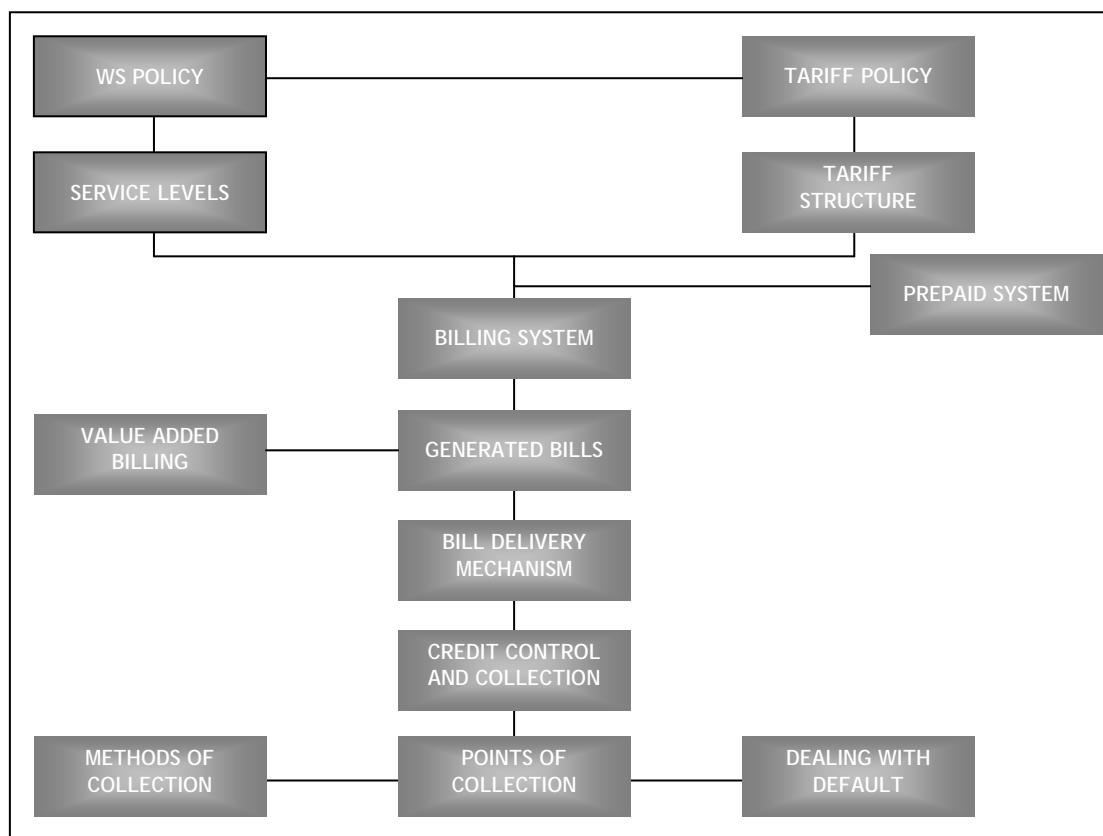 WS POLICY
TARIFF POLICY
SERVICE LEVELS
TARIFF
STRUCTURE
PREPAID SYSTEM
BILLING SYSTEM
VALUE ADDED
BILLING
GENERATED BILLS
BILL DELIVERY
MECHANISM
CREDIT CONTROL
AND COLLECTION
METHODS OF
COLLECTION
POINTS OF
COLLECTION
DEALING WITH
DEFAULT